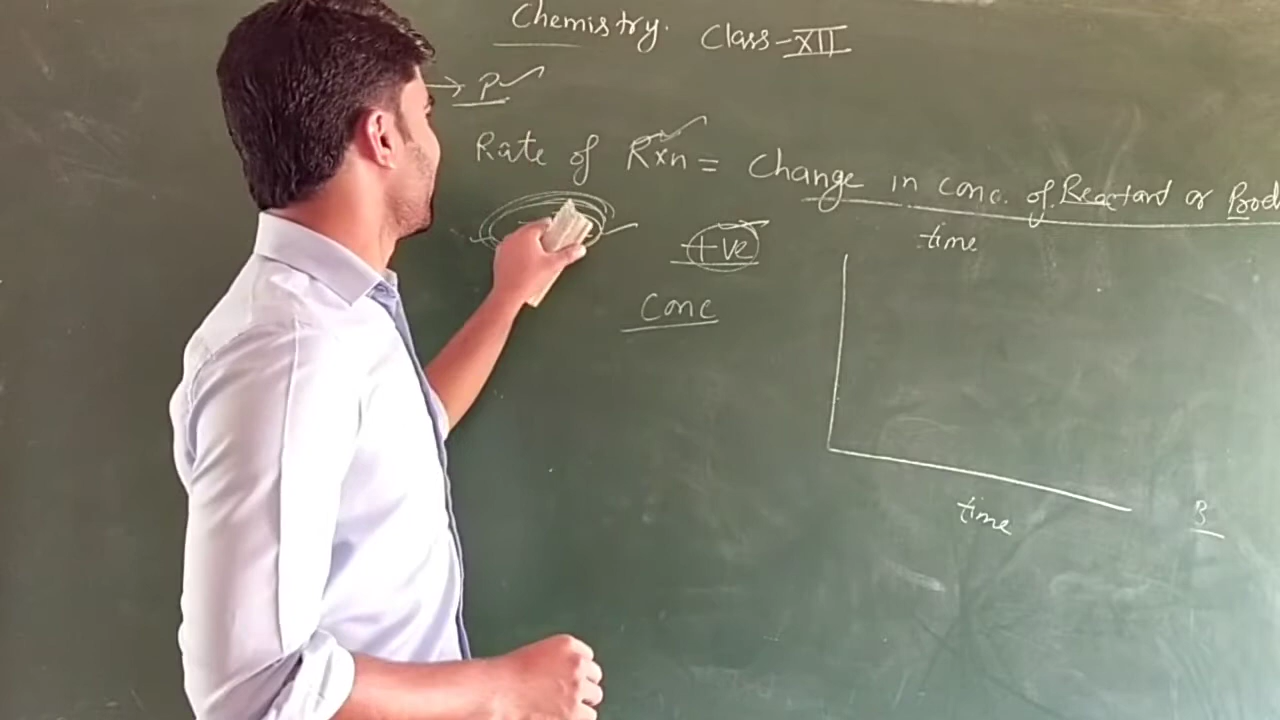 Chemistry. Class-XII
→ P
Rate of Rxn = Change in conc. of Reactant or Prod
time
+ve
Conc
time
B